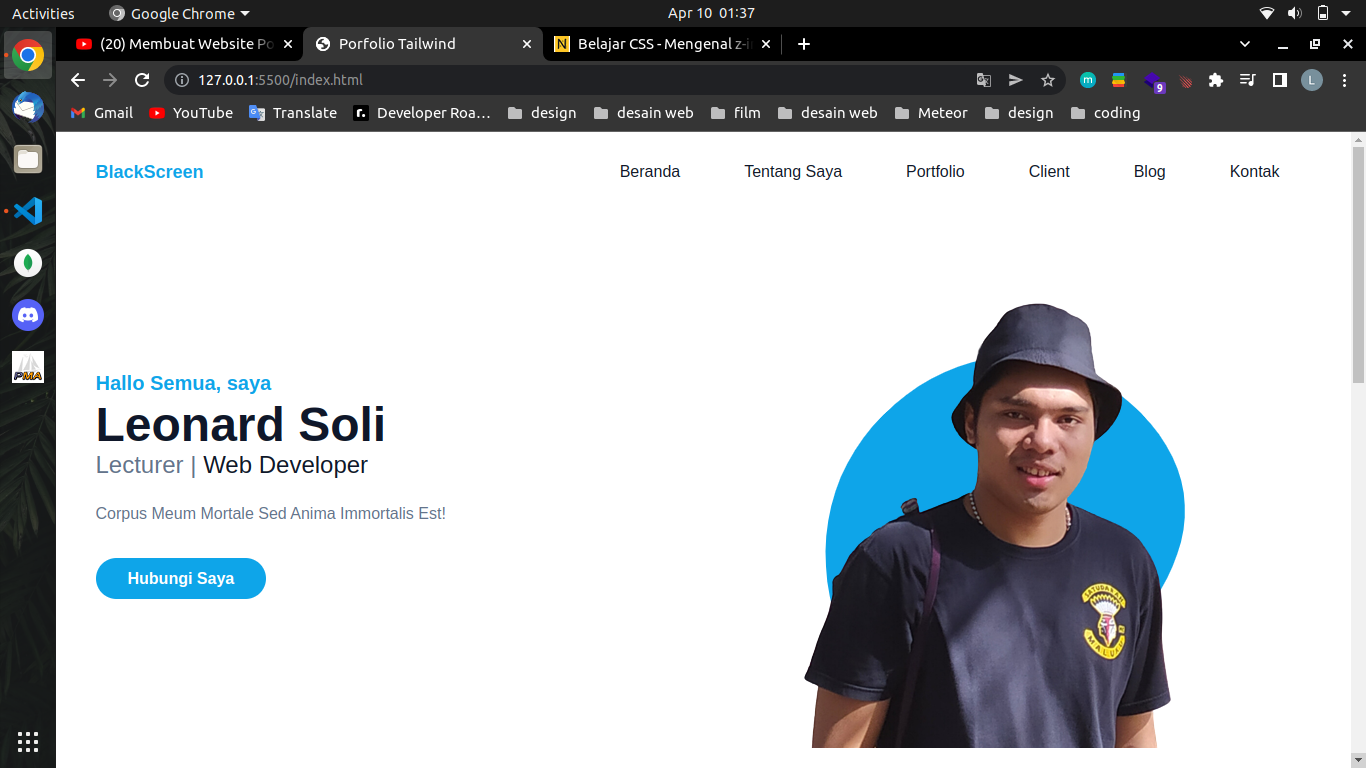 Activities
Google Chrome
Apr 10 01:37
(20) Membuat Website Po
Porfolio Tailwind
N
Belajar CSS - Mengenal z-i
127.0.0.1:5500/index.html
m
9
L
Gmail
YouTube
Translate
r.
Developer Roa…
design
desain web
film
desain web
Meteor
design
coding
PMA
BlackScreen
Beranda
Tentang Saya
Portfolio
Client
Blog
Kontak
Hallo Semua, saya
Leonard Soli
Lecturer | Web Developer
Corpus Meum Mortale Sed Anima Immortalis Est!
Hubungi Saya